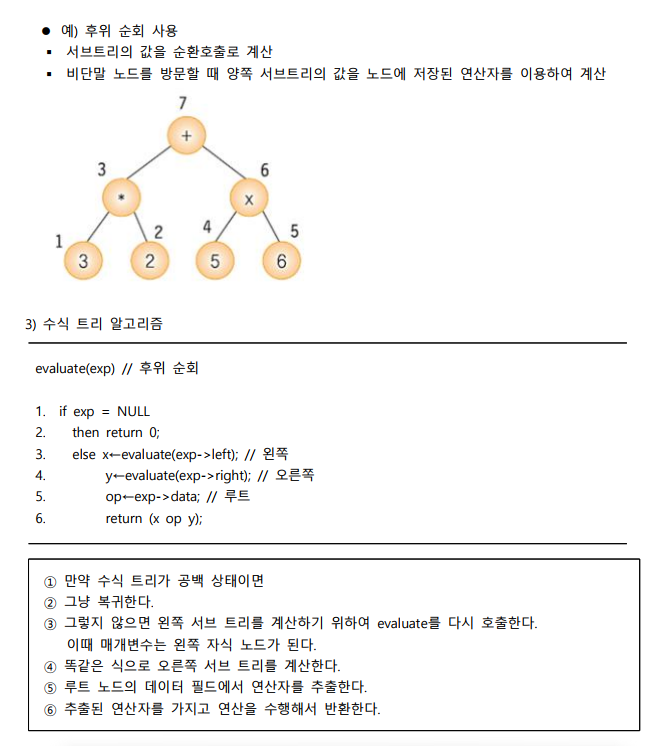 ● 예) 후위 순회 사용
▪ 서브트리의 값을 순환호출로 계산
▪ 비단말 노드를 방문할 때 양쪽 서브트리의 값을 노드에 저장된 연산자를 이용하여 계산
7
+
3 6
* x
1 2 4 5
3 2 5 6
3) 수식 트리 알고리즘
evaluate(exp) // 후위 순회
1. if exp = NULL
2. then return 0;
3. else x←evaluate(exp->left); // 왼쪽
4. y←evaluate(exp->right); // 오른쪽
5. op←exp->data; // 루트
6. return (x op y);
① 만약 수식 트리가 공백 상태이면
② 그냥 복귀한다.
③ 그렇지 않으면 왼쪽 서브 트리를 계산하기 위하여 evaluate를 다시 호출한다.
이때 매개변수는 왼쪽 자식 노드가 된다.
④ 똑같은 식으로 오른쪽 서브 트리를 계산한다.
⑤ 루트 노드의 데이터 필드에서 연산자를 추출한다.
⑥ 추출된 연산자를 가지고 연산을 수행해서 반환한다.